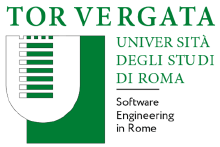 TOR VERGATA
UNIVERSITÀ
DEGLI STUDI
DI ROMA
Software
Engineering
in Rome